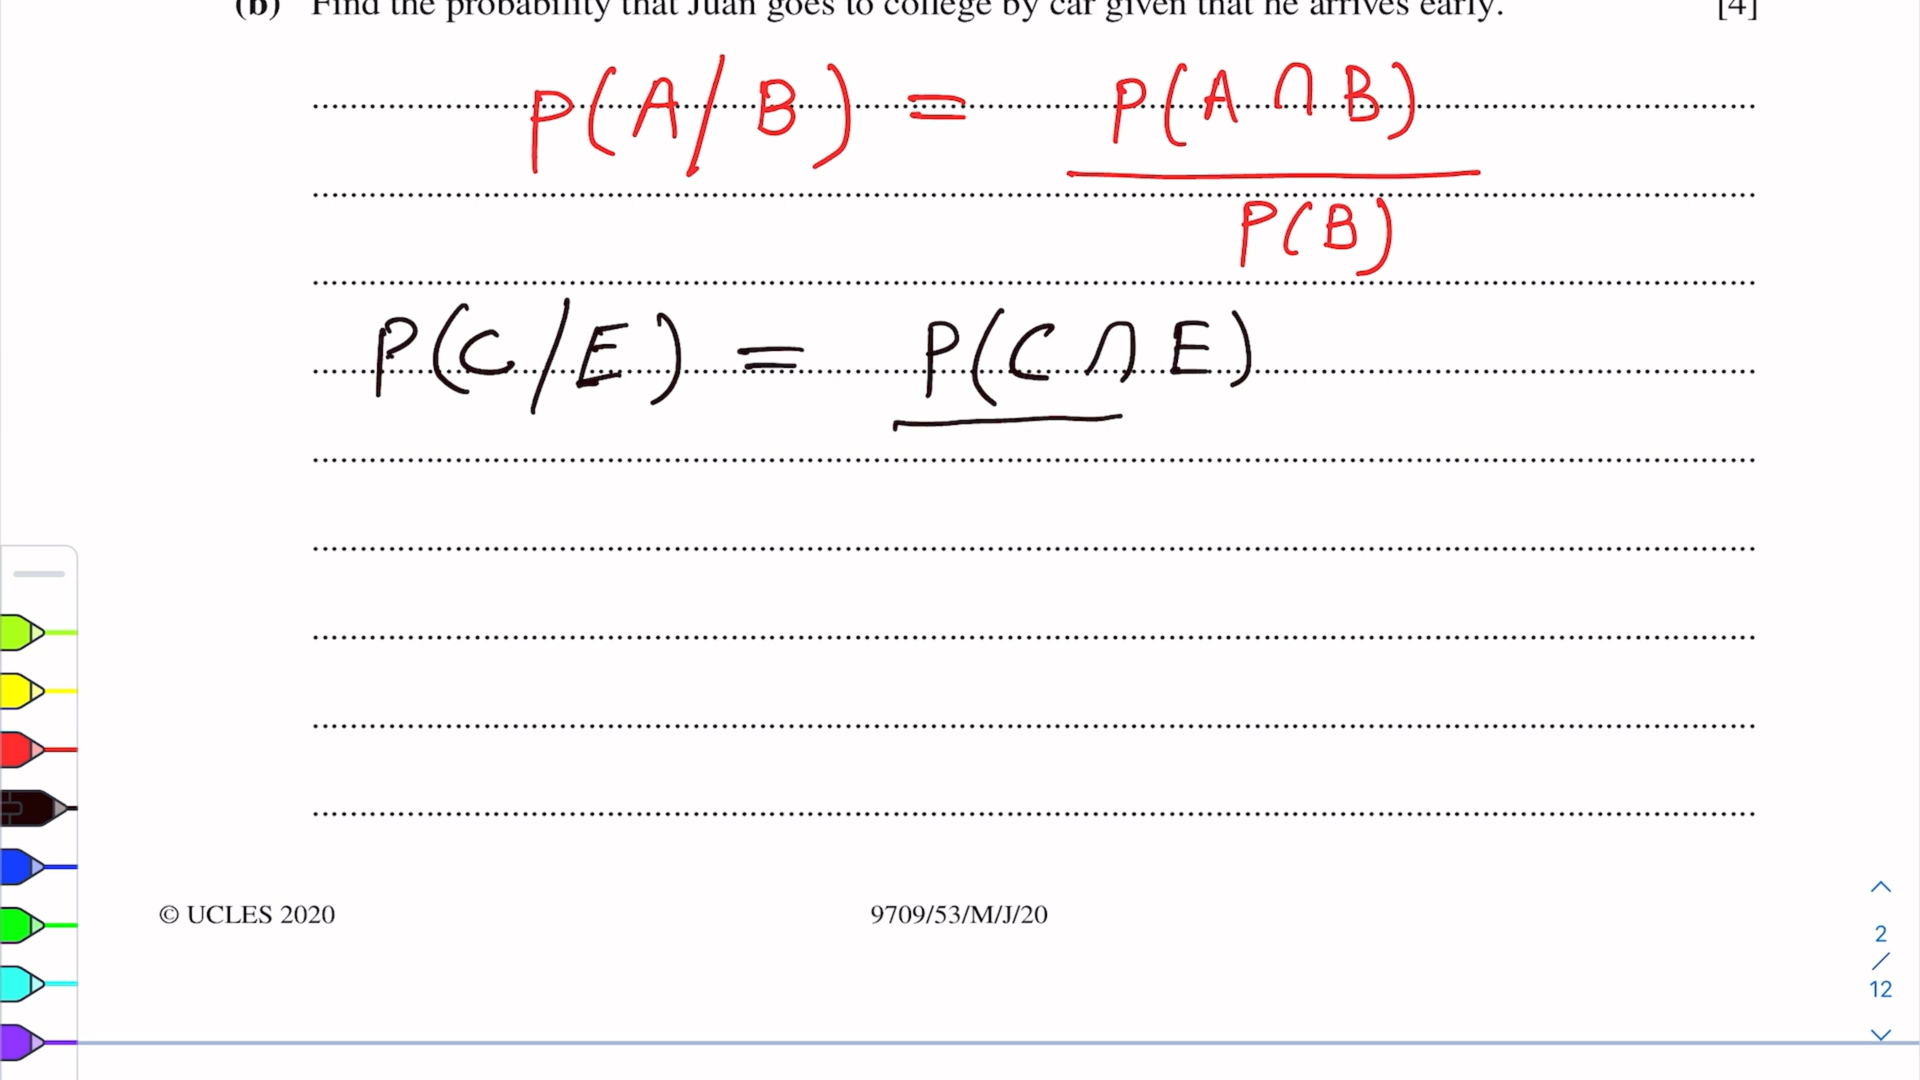 (b) Find the probability that Juan goes to college by car given that he arrives early. [4]
P(A/B) = P(A∩B)
P(B)
P(C/E) = P(C∩E)
© UCLES 2020 9709/53/M/J/20
2
/
12